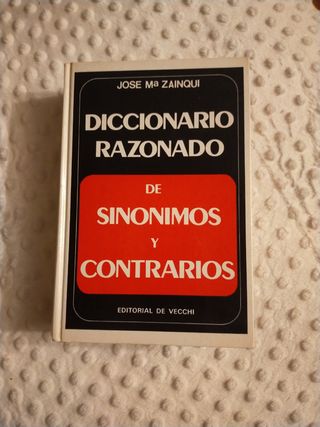 JOSE Mª ZAINQUI
DICCIONARIO
RAZONADO
DE
SINONIMOS
Y
CONTRARIOS
EDITORIAL DE VECCHI